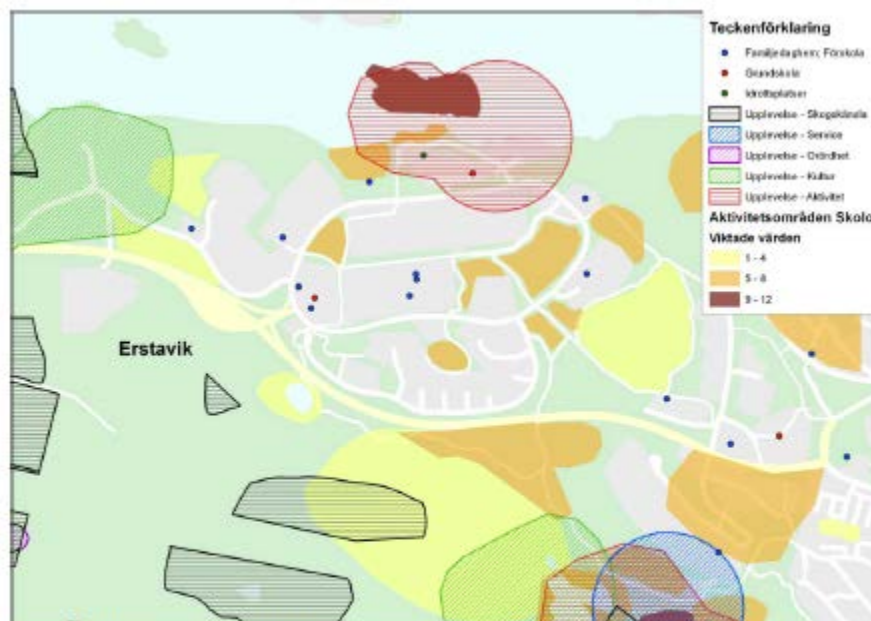 Teckenförklaring
Familjedaghem; Förskola
Grundskola
Idrottsplatser
Upplevelse - Skogskänsla
Upplevelse - Service
Upplevelse - Orördhet
Upplevelse - Kultur
Upplevelse - Aktivitet
Aktivitetsområden Skolo
Viktade värden
1 - 4
5 - 8
9 - 12
Erstavik